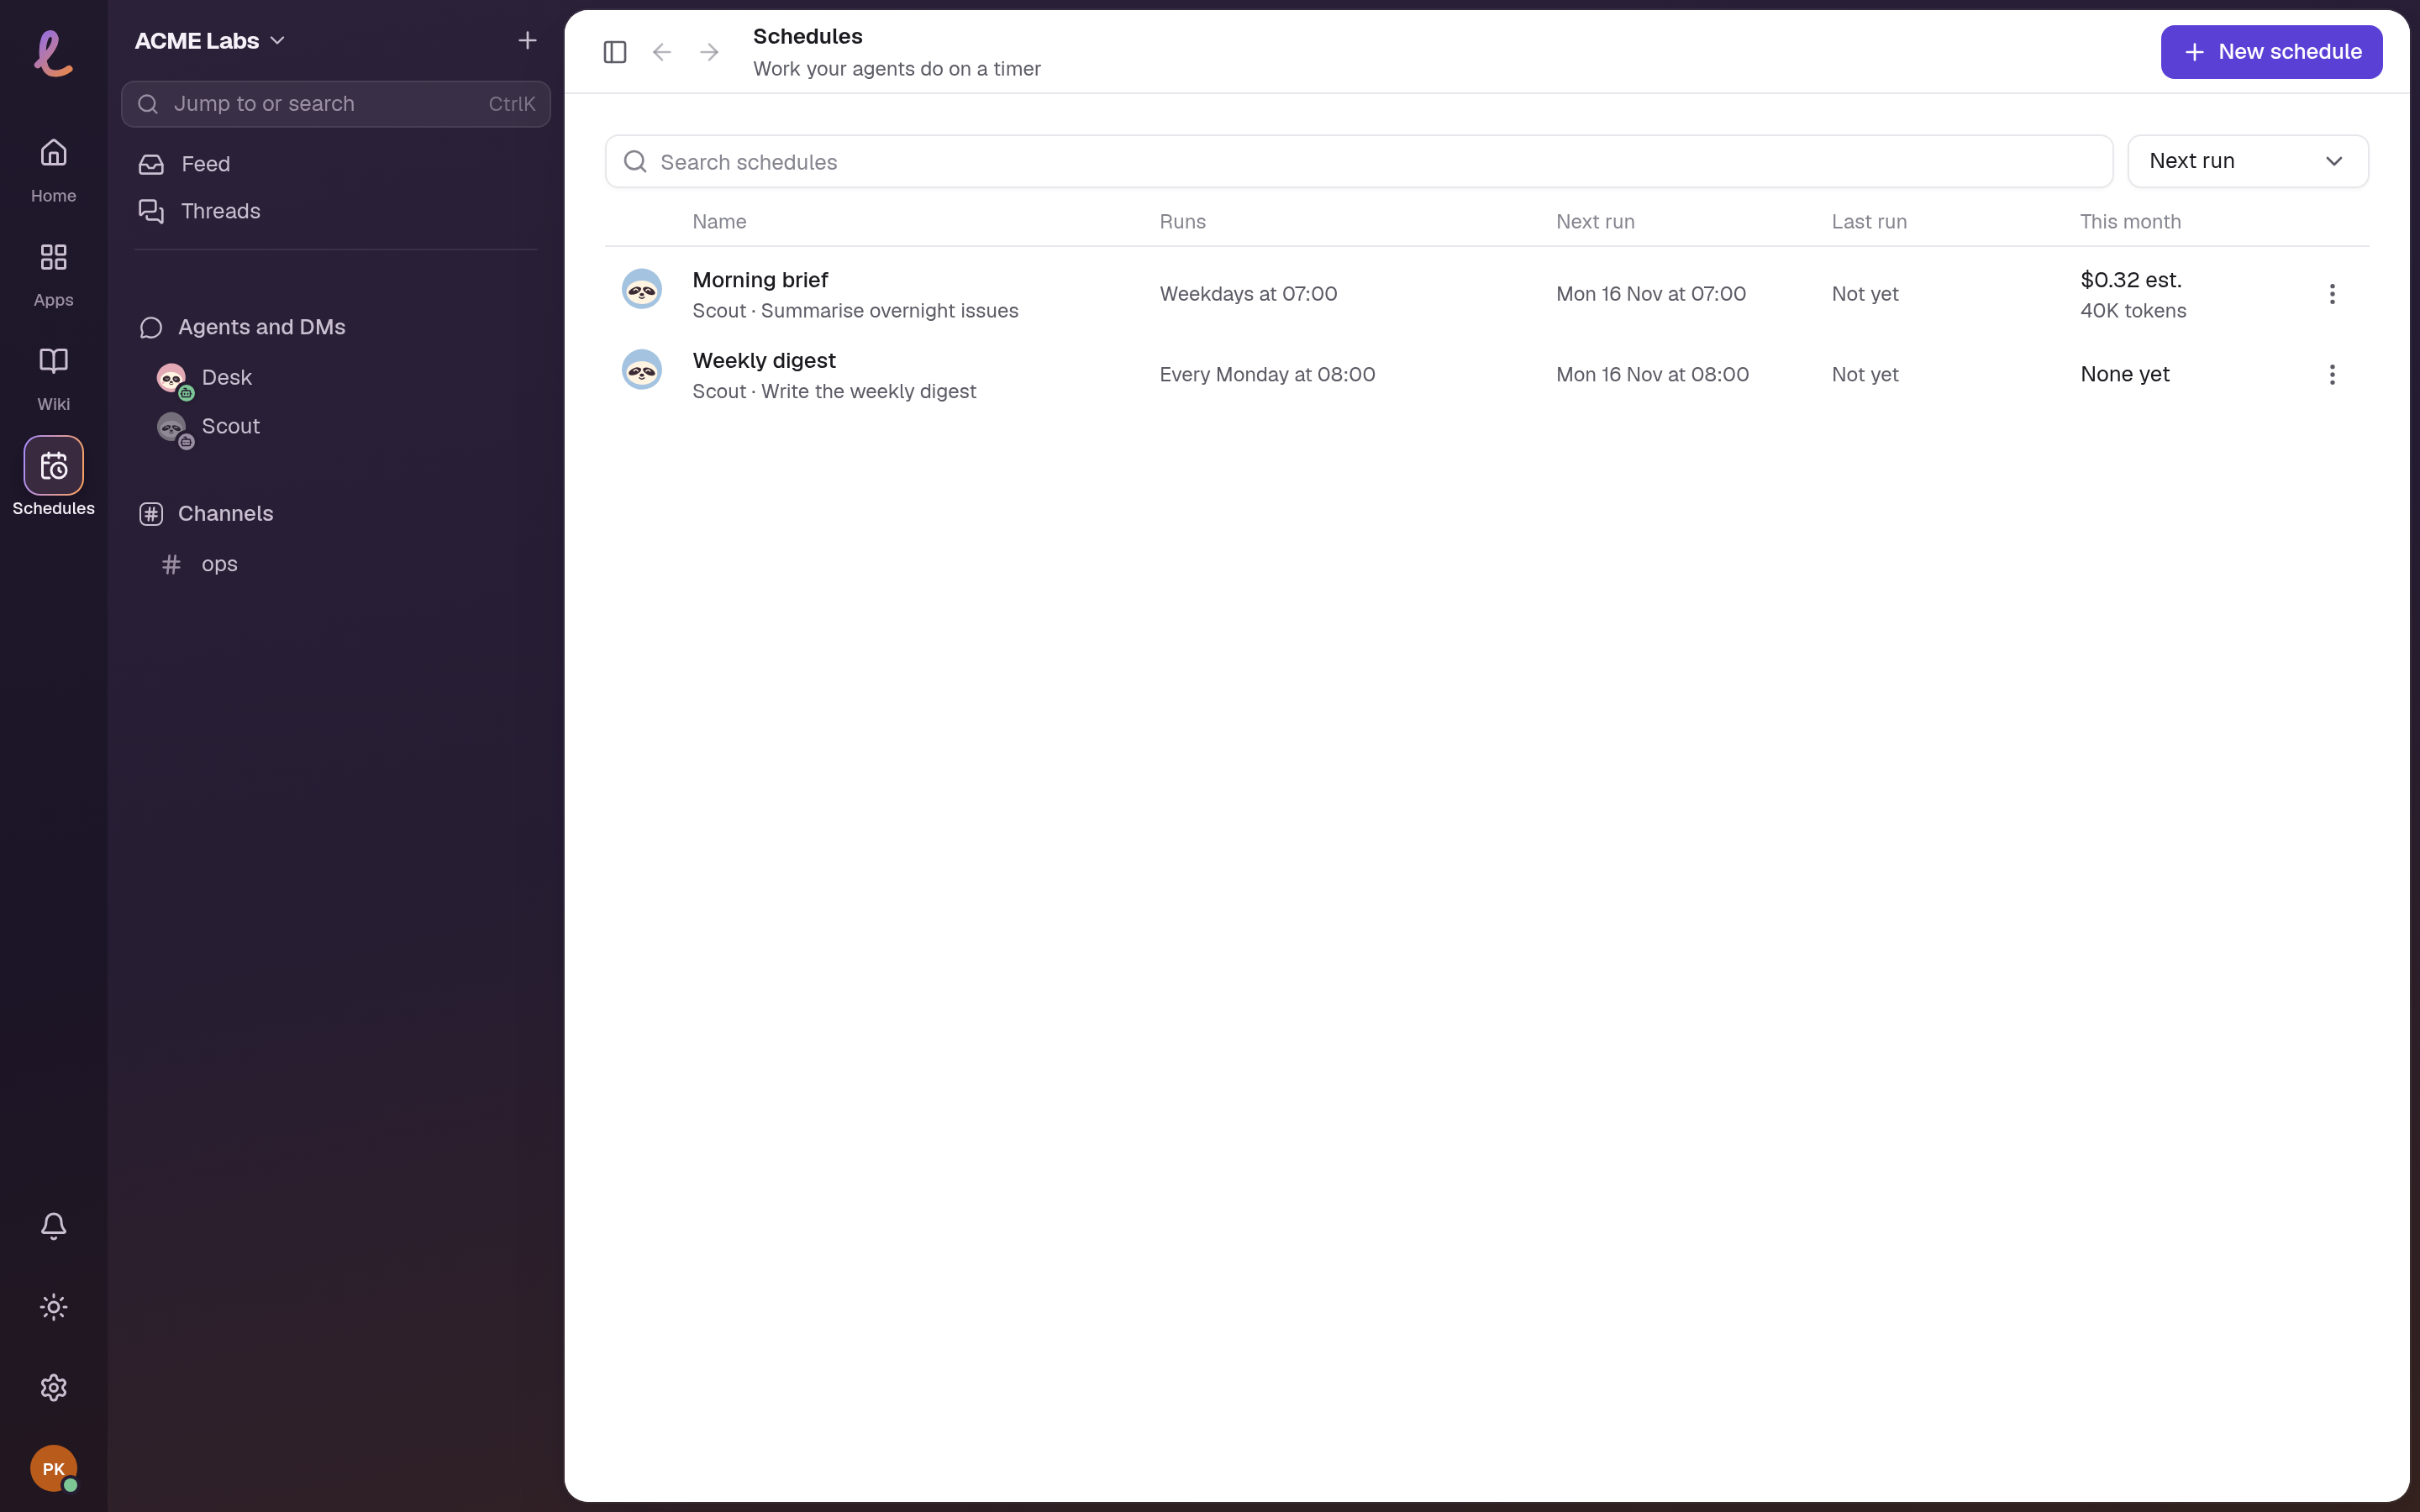 ACME Labs
Jump to or search CtrlK
Home
Apps
Wiki
Schedules
Feed
Threads
Agents and DMs
Desk
Scout
Channels
ops
PK
Schedules
Work your agents do on a timer
New schedule
Search schedules
Next run
Name Runs Next run Last run This month
Morning brief
Scout · Summarise overnight issues
Weekdays at 07:00
Mon 16 Nov at 07:00
Not yet
$0.32 est.
40K tokens
Weekly digest
Scout · Write the weekly digest
Every Monday at 08:00
Mon 16 Nov at 08:00
Not yet
None yet